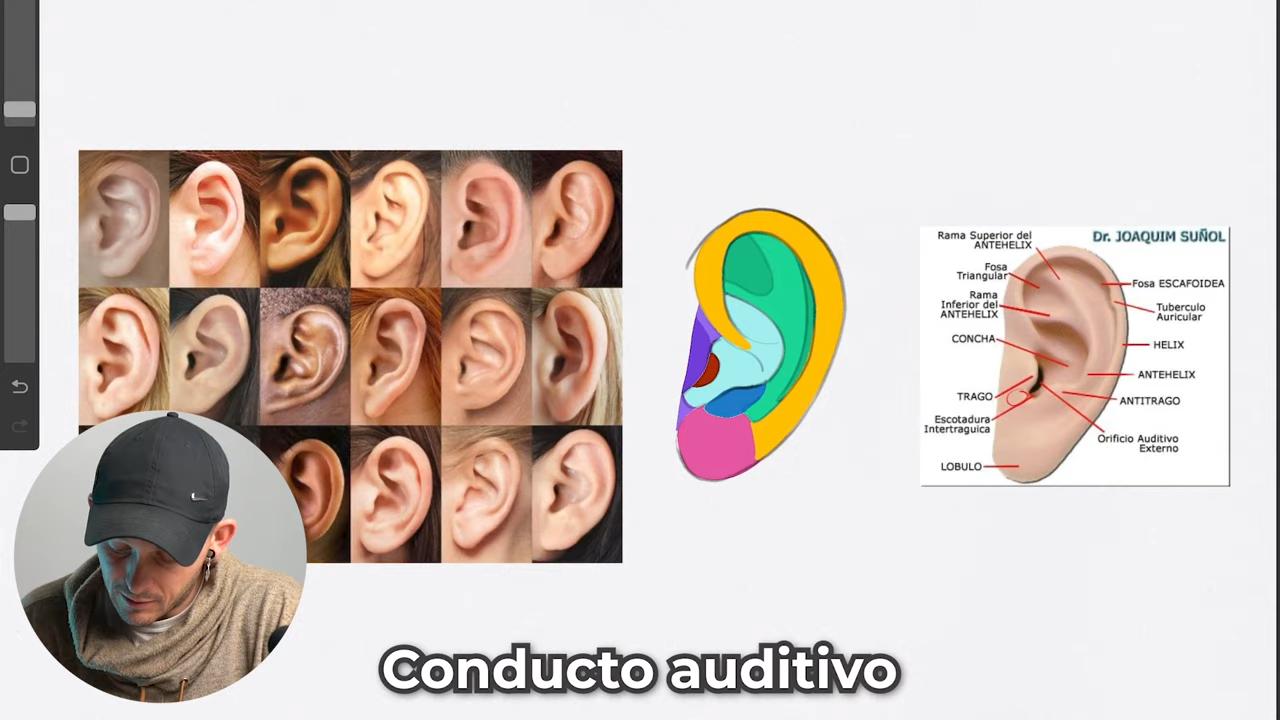 Rama Superior del
ANTEHELIX
Dr. JOAQUIM SUÑOL
Fosa
Triangular
Fosa ESCAFOIDEA
Rama
Inferior del
ANTEHELIX
Tuberculo
Auricular
CONCHA
HELIX
ANTEHELIX
TRAGO
ANTITRAGO
Escotadura
Intertraguica
Orificio Auditivo
Externo
LOBULO
Conducto auditivo